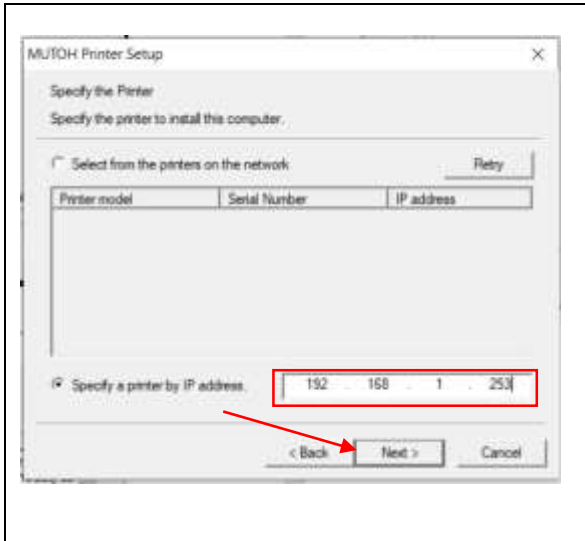 MUTOH Printer Setup
Specify the Printer
Specify the printer to install this computer.
Select from the printers on the network
Retry
Printer model Serial Number IP address
Specify a printer by IP address. 192 . 168 . 1 . 253
< Back Next > Cancel